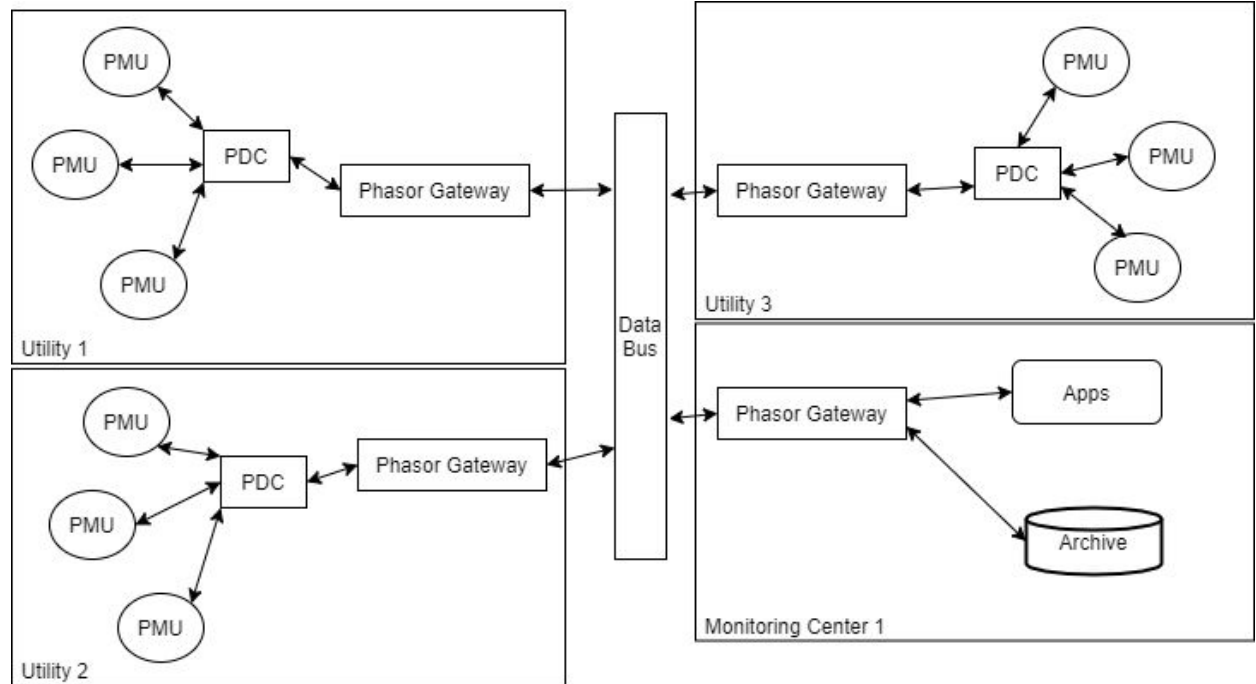 PMU
PMU
PDC
Phasor Gateway
PMU
Utility 1
PMU
PMU
PDC
Phasor Gateway
PMU
Utility 2
Data
Bus
PMU
PMU
Phasor Gateway
PDC
PMU
Utility 3
Phasor Gateway
Apps
Archive
Monitoring Center 1